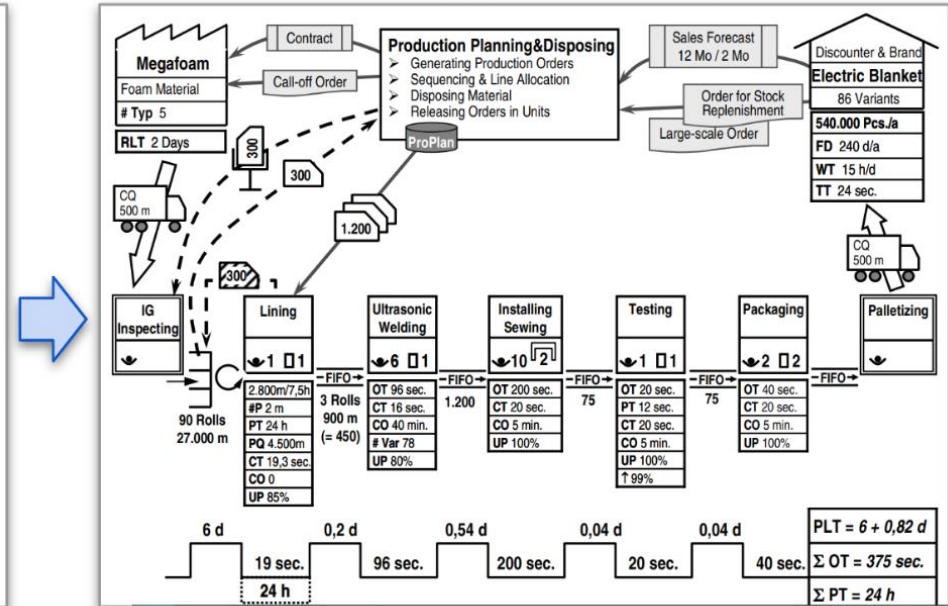 Megafoam
Foam Material
# Typ 5
RLT 2 Days
CQ
500 m
Contract
Call-off Order
Production Planning&Disposing
➢ Generating Production Orders
➢ Sequencing & Line Allocation
➢ Disposing Material
➢ Releasing Orders in Units
ProPlan
Sales Forecast
12 Mo / 2 Mo
Order for Stock
Replenishment
Large-scale Order
Discounter & Brand
Electric Blanket
86 Variants
540.000 Pcs./a
FD 240 d/a
WT 15 h/d
TT 24 sec.
CQ
500 m
300
300
1.200
300
IG
Inspecting
90 Rolls
27.000 m
Lining
1 1
2.800m/7,5h
#P 2 m
PT 24 h
PQ 4.500m
CT 19,3 sec.
CO 0
UP 85%
FIFO
3 Rolls
900 m
(= 450)
Ultrasonic
Welding
6 1
OT 96 sec.
CT 16 sec.
CO 40 min.
# Var 78
UP 80%
FIFO
1.200
Installing
Sewing
10 2
OT 200 sec.
CT 20 sec.
CO 5 min.
UP 100%
FIFO
75
Testing
1 1
OT 20 sec.
PT 12 sec.
CT 20 sec.
CO 5 min.
UP 100%
↑99%
FIFO
75
Packaging
2 2
OT 40 sec.
CT 20 sec.
CO 5 min.
UP 100%
FIFO
Palletizing
6 d 0,2 d 0,54 d 0,04 d 0,04 d
19 sec. 96 sec. 200 sec. 20 sec. 40 sec.
24 h
PLT = 6 + 0,82 d
Σ OT = 375 sec.
Σ PT = 24 h